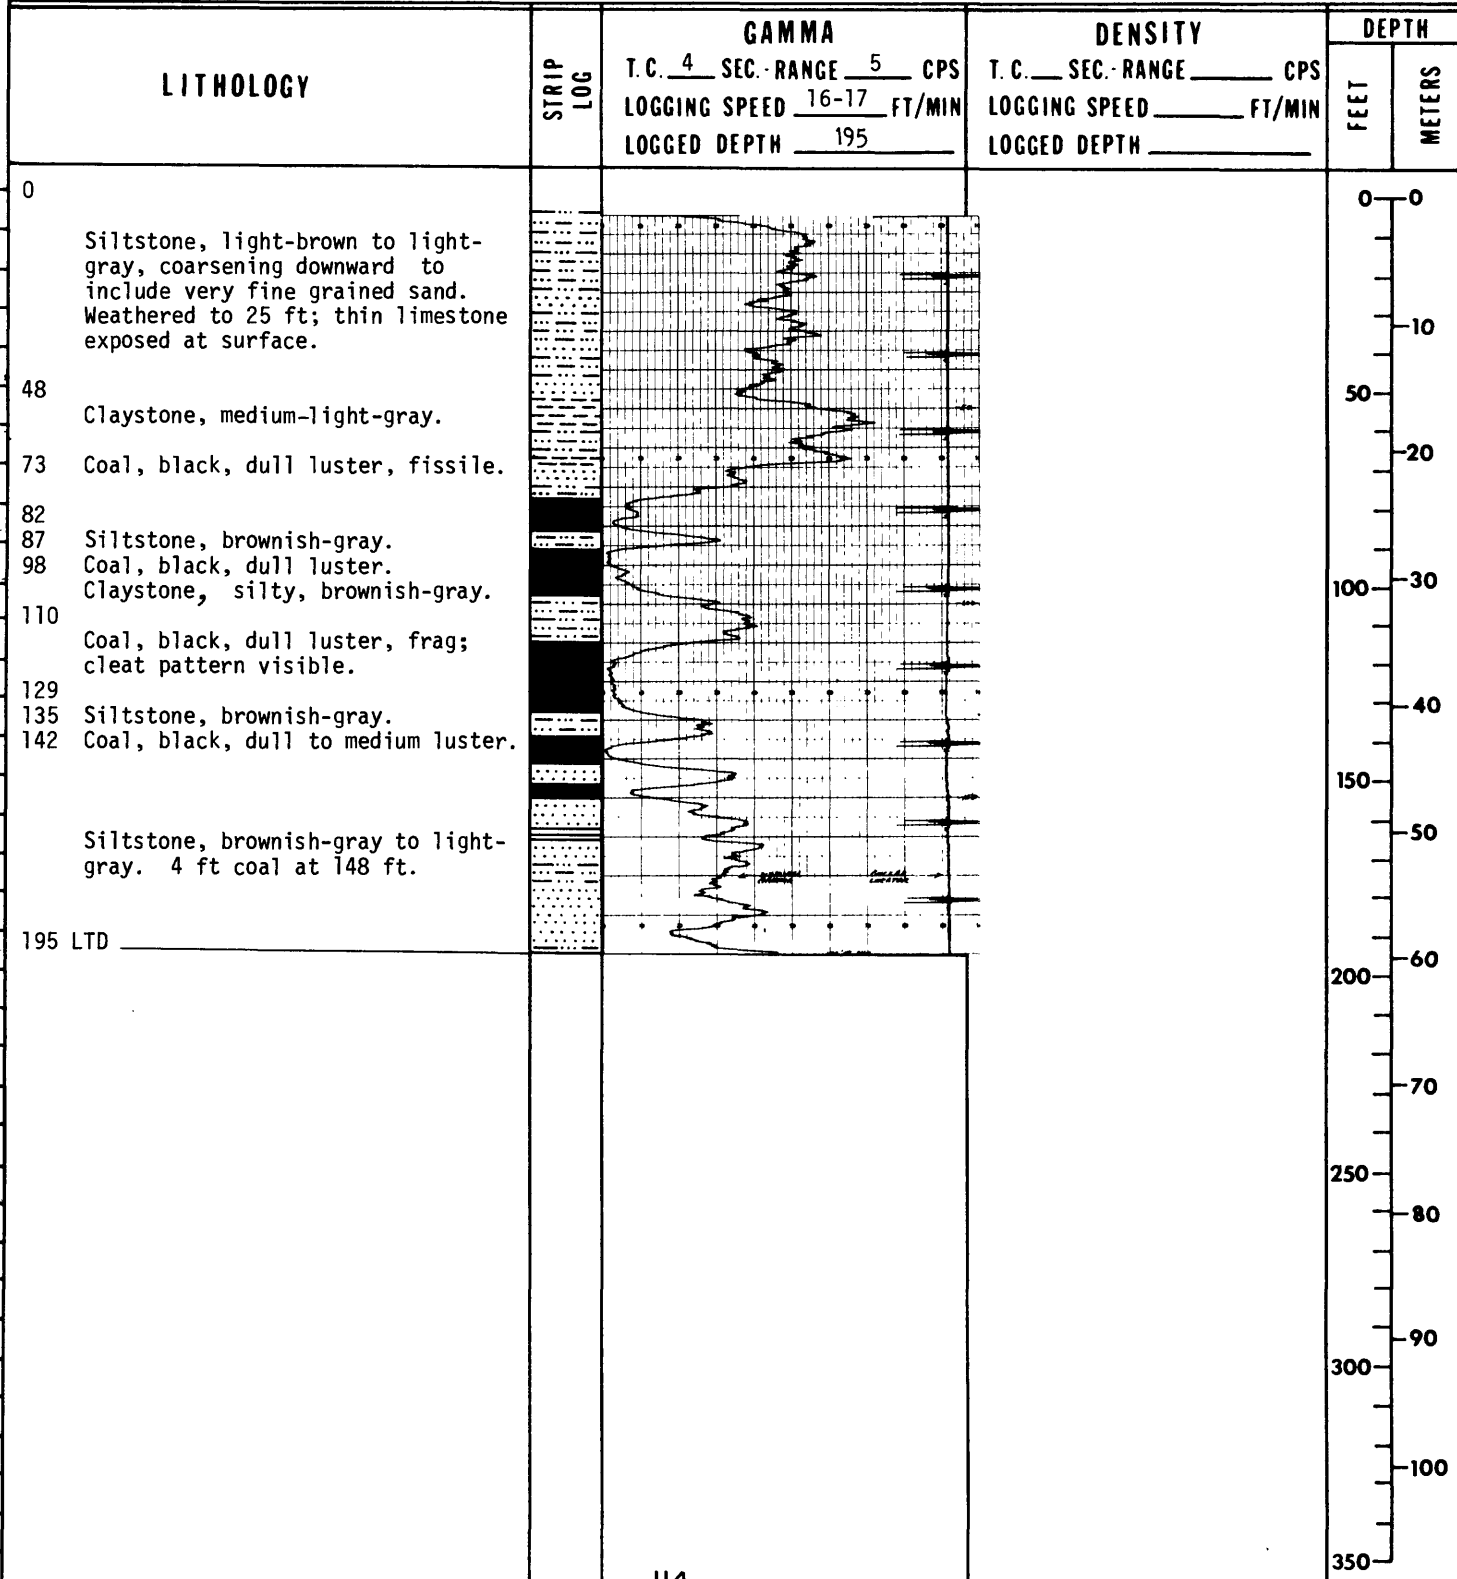 LITHOLOGY
STRIP LOG
GAMMA
T.C. 4 SEC.-RANGE 5 CPS
LOGGING SPEED 16-17 FT/MIN
LOGGED DEPTH 195
DENSITY
T.C. SEC.-RANGE CPS
LOGGING SPEED FT/MIN
LOGGED DEPTH
DEPTH
FEET
METERS
0
Siltstone, light-brown to light-
gray, coarsening downward to
include very fine grained sand.
Weathered to 25 ft; thin limestone
exposed at surface.
48
Claystone, medium-light-gray.
73 Coal, black, dull luster, fissile.
82
87 Siltstone, brownish-gray.
98 Coal, black, dull luster.
Claystone, silty, brownish-gray.
110
Coal, black, dull luster, frag;
cleat pattern visible.
129
135 Siltstone, brownish-gray.
142 Coal, black, dull to medium luster.
Siltstone, brownish-gray to light-
gray. 4 ft coal at 148 ft.
195 LTD
0
50
100
150
200
250
300
350
0
10
20
30
40
50
60
70
80
90
100